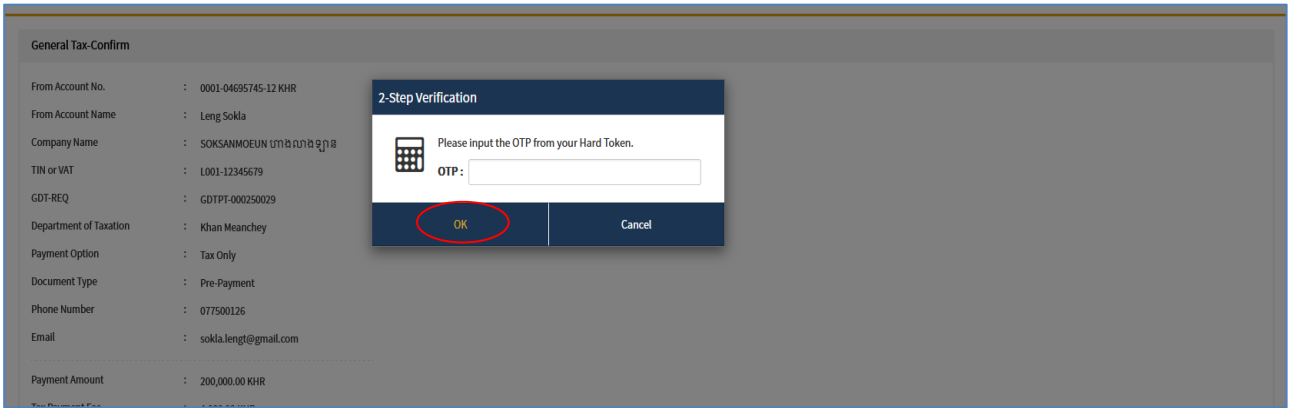 General Tax-Confirm
From Account No. : 0001-04695745-12 KHR
From Account Name : Leng Sokla
Company Name : SOKSANMOEUN ហាងលាងឡាន
TIN or VAT : L001-12345679
GDT-REQ : GDTPT-000250029
Department of Taxation : Khan Meanchey
Payment Option : Tax Only
Document Type : Pre-Payment
Phone Number : 077500126
Email : sokla.lengt@gmail.com
Payment Amount : 200,000.00 KHR
Tax Payment Fee
2-Step Verification
Please input the OTP from your Hard Token.
OTP :
OK Cancel